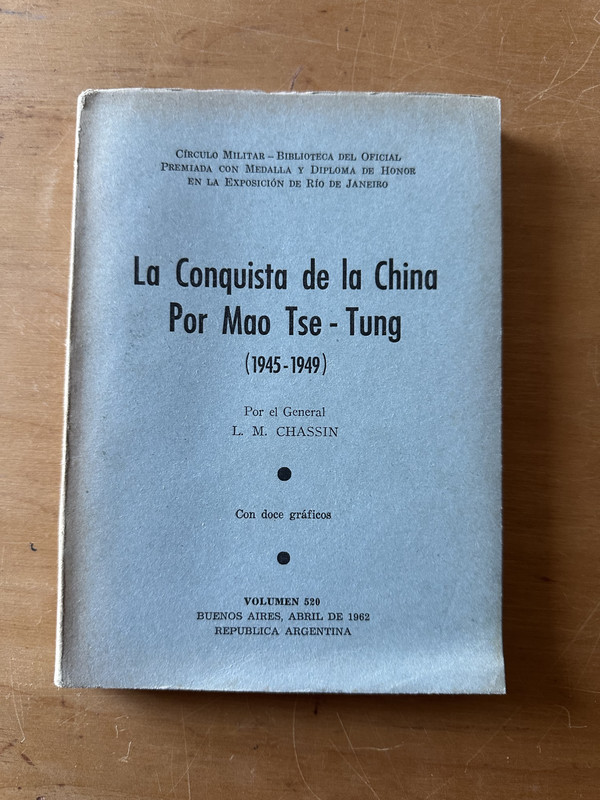 Círculo Militar – Biblioteca del Oficial
Premiada con Medalla y Diploma de Honor
en la Exposición de Río de Janeiro
La Conquista de la China
Por Mao Tse - Tung
(1945-1949)
Por el General
L. M. CHASSIN
Con doce gráficos
VOLUMEN 520
BUENOS AIRES, ABRIL DE 1962
REPUBLICA ARGENTINA